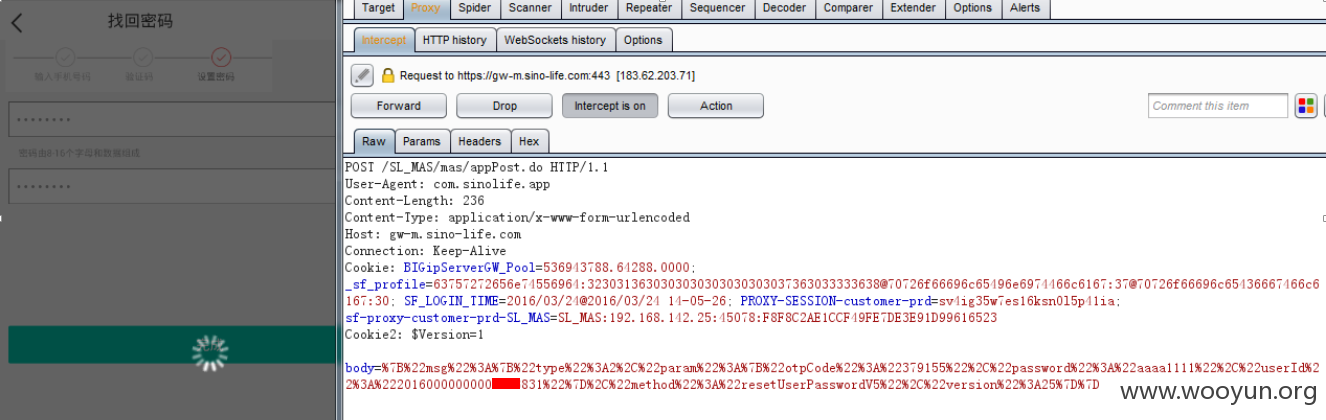 找回密码
输入手机号码 验证码 设置密码
••••••••
密码由8-16个字母和数据组成
••••••••
Target Proxy Spider Scanner Intruder Repeater Sequencer Decoder Comparer Extender Options Alerts
Intercept HTTP history WebSockets history Options
Request to https://gw-m.sino-life.com:443 [183.62.203.71]
Forward Drop Intercept is on Action Comment this item
Raw Params Headers Hex
POST /SL_MAS/mas/appPost.do HTTP/1.1
User-Agent: com.sinolife.app
Content-Length: 236
Content-Type: application/x-www-form-urlencoded
Host: gw-m.sino-life.com
Connection: Keep-Alive
Cookie: BIGipServerGW_Pool=536943788.64288.0000;
_sf_profile=63757272656e74556964:32303136303030303030303030373630333338@70726f66696c65496e6974466c6167:37@70726f66696c65436667466c6
167:30; SF_LOGIN_TIME=2016/03/24@2016/03/24 14-05-26; PROXY-SESSION-customer-prd=sv4ig35w7es16ksn0l5p41ia;
sf-proxy-customer-prd-SL_MAS=SL_MAS:192.168.142.25:45078:F8F8C2AE1CCF49FE7DE3E91D99616523
Cookie2: $Version=1
body=%7B%22msg%22%3A%7B%22type%22%3A2%2C%22param%22%3A%7B%22otpCode%22%3A%22379155%22%2C%22password%22%3A%22aaaa1111%22%2C%22userId%2
2%3A%222016000000000 831%22%7D%2C%22method%22%3A%22resetUserPasswordV5%22%2C%22version%22%3A25%7D%7D
www.wooyun.org